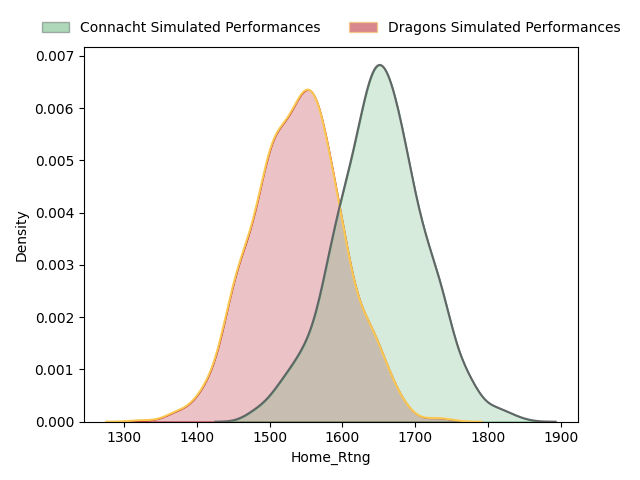 Connacht Simulated Performances Dragons Simulated Performances
0.007
0.006
0.005
0.004
0.003
0.002
0.001
0.000
Density
1300 1400 1500 1600 1700 1800 1900
Home_Rtng